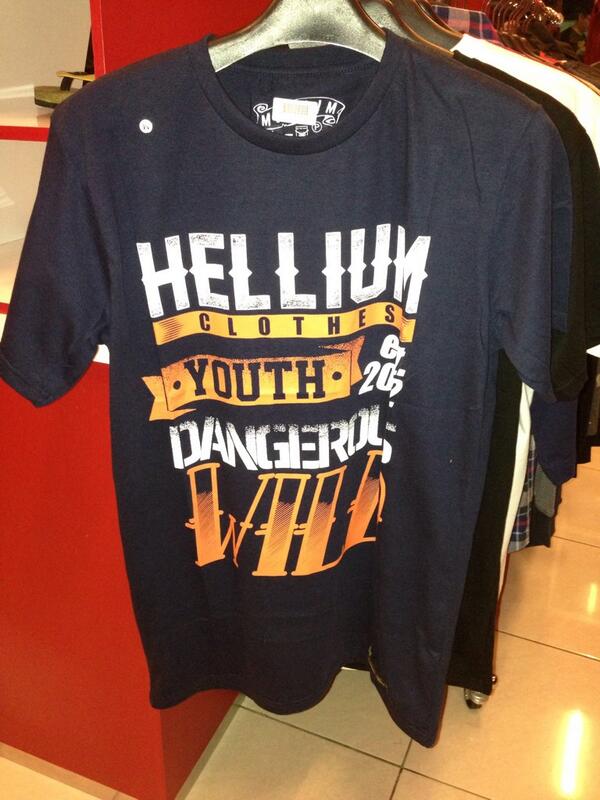 HELLIUM
CLOTHES
·YOUTH·
DANGEROUS
WILD